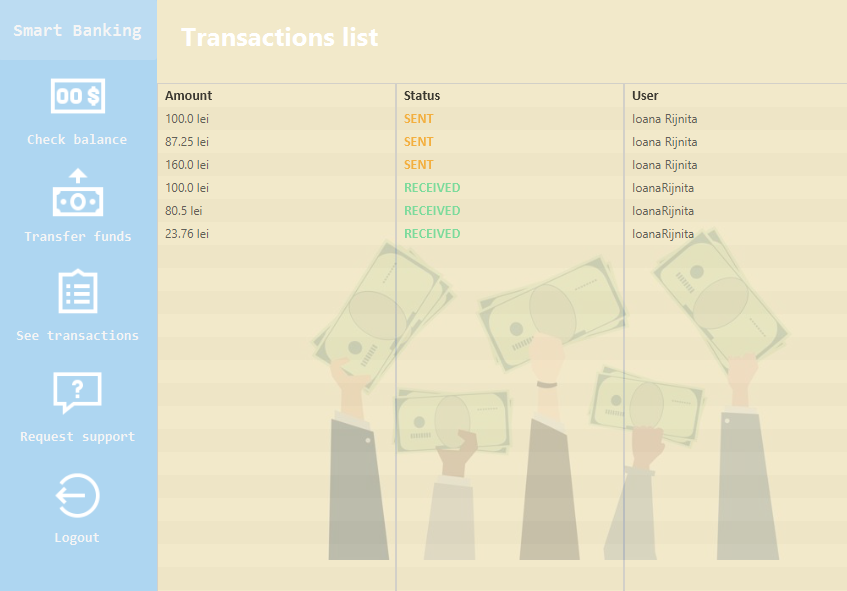 Smart Banking
Transactions list
00 $
Check balance
Transfer funds
See transactions
?
Request support
Logout
Amount Status User
100.0 lei SENT Ioana Rijnita
87.25 lei SENT Ioana Rijnita
160.0 lei SENT Ioana Rijnita
100.0 lei RECEIVED IoanaRijnita
80.5 lei RECEIVED IoanaRijnita
23.76 lei RECEIVED IoanaRijnita